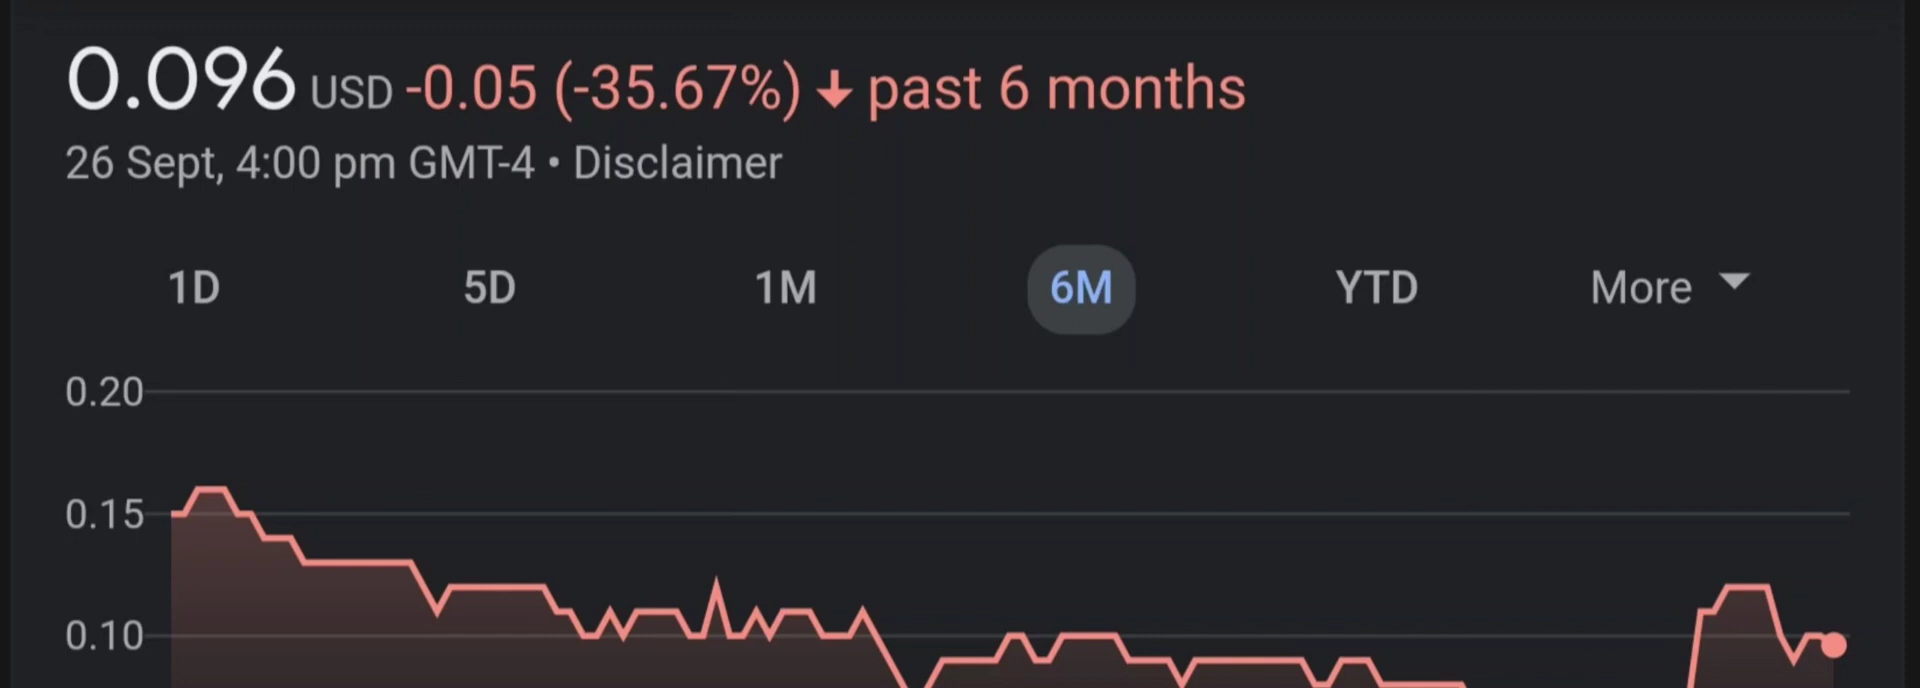 0.096 USD -0.05 (-35.67%) ↓ past 6 months
26 Sept, 4:00 pm GMT-4 • Disclaimer
1D 5D 1M 6M YTD More
0.20
0.15
0.10